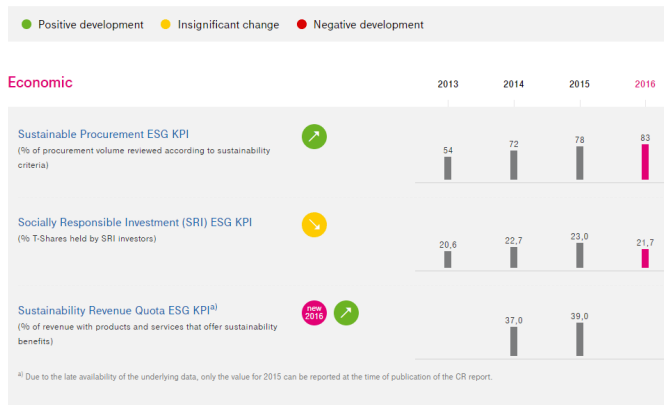 Positive development Insignificant change Negative development
Economic 2013 2014 2015 2016
Sustainable Procurement ESG KPI
(% of procurement volume reviewed according to sustainability
criteria)
54 72 78 83
Socially Responsible Investment (SRI) ESG KPI
(% T-Shares held by SRI investors)
20,6 22,7 23,0 21,7
Sustainability Revenue Quota ESG KPIa)
new
2016
(% of revenue with products and services that offer sustainability
benefits)
37,0 39,0
a) Due to the late availability of the underlying data, only the value for 2015 can be reported at the time of publication of the CR report.